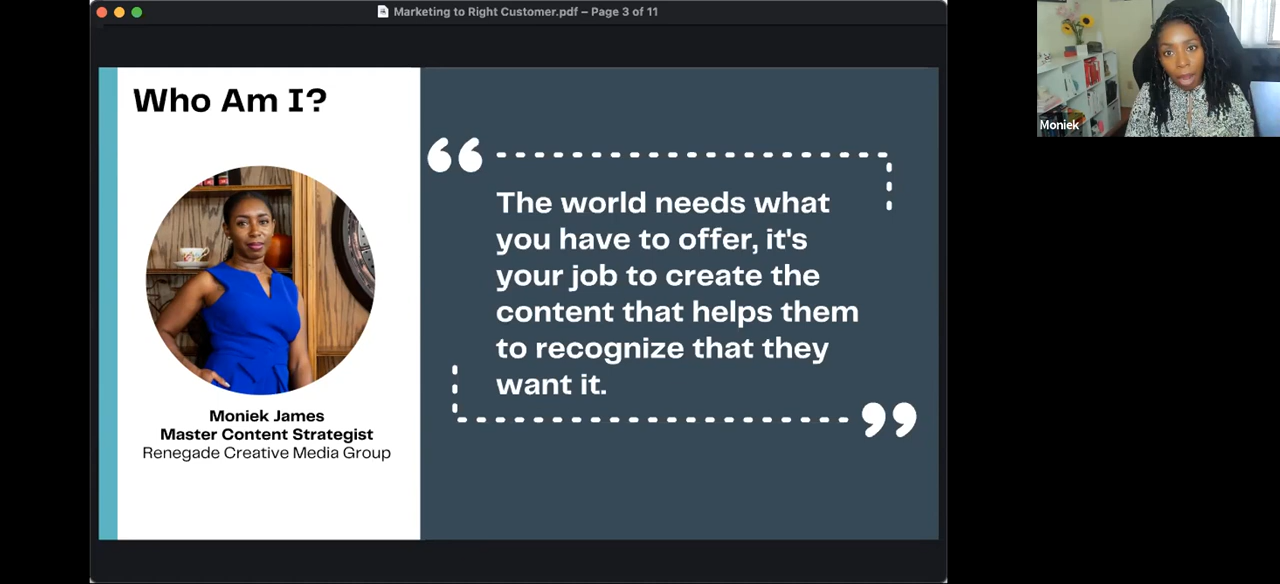 Marketing to Right Customer.pdf – Page 3 of 11
Who Am I?
Moniek James
Master Content Strategist
Renegade Creative Media Group
“
The world needs what
you have to offer, it's
your job to create the
content that helps them
to recognize that they
want it.
”
Moniek